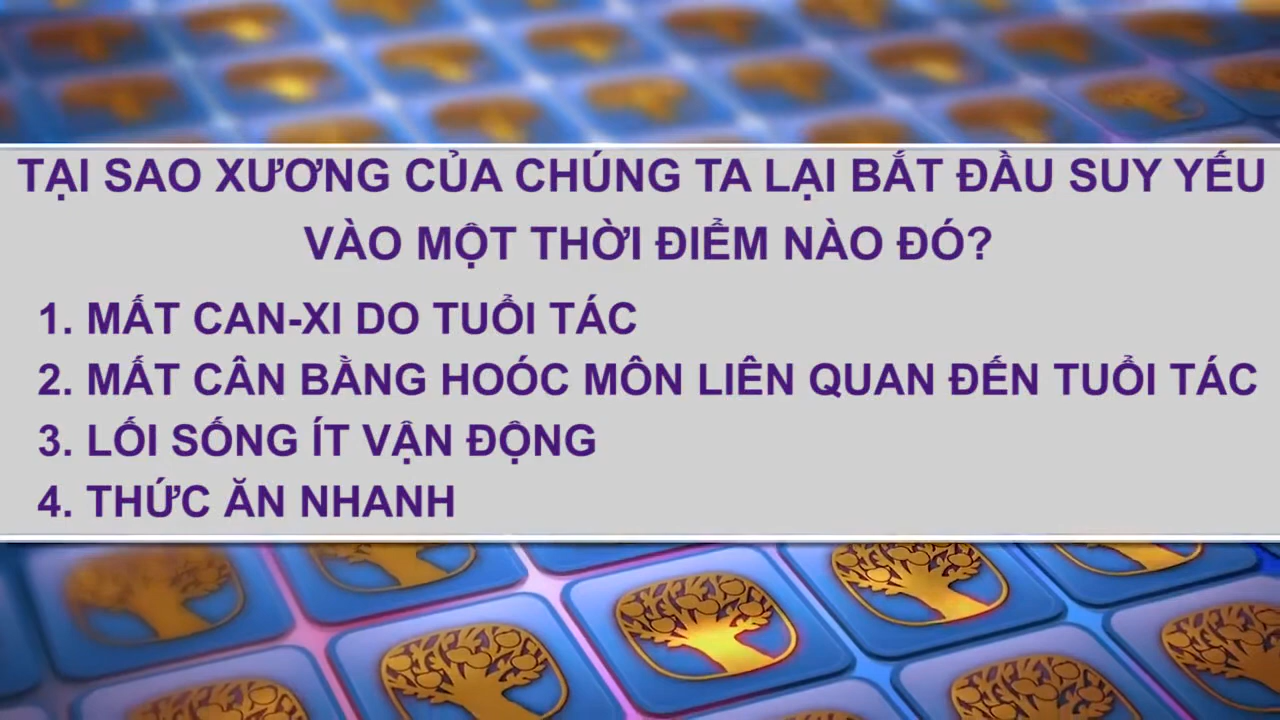 TẠI SAO XƯƠNG CỦA CHÚNG TA LẠI BẮT ĐẦU SUY YẾU
VÀO MỘT THỜI ĐIỂM NÀO ĐÓ?
1. MẤT CAN-XI DO TUỔI TÁC
2. MẤT CÂN BẰNG HOÓC MÔN LIÊN QUAN ĐẾN TUỔI TÁC
3. LỐI SỐNG ÍT VẬN ĐỘNG
4. THỨC ĂN NHANH